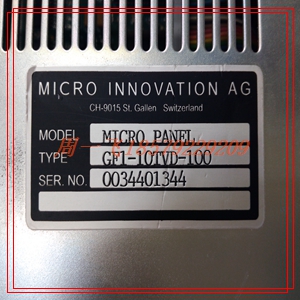 MICRO INNOVATION AG
CH-9015 St. Gallen Switzerland
MODEL MICRO PANEL
TYPE GF1-10TVD-100
SER. NO. 0034401344